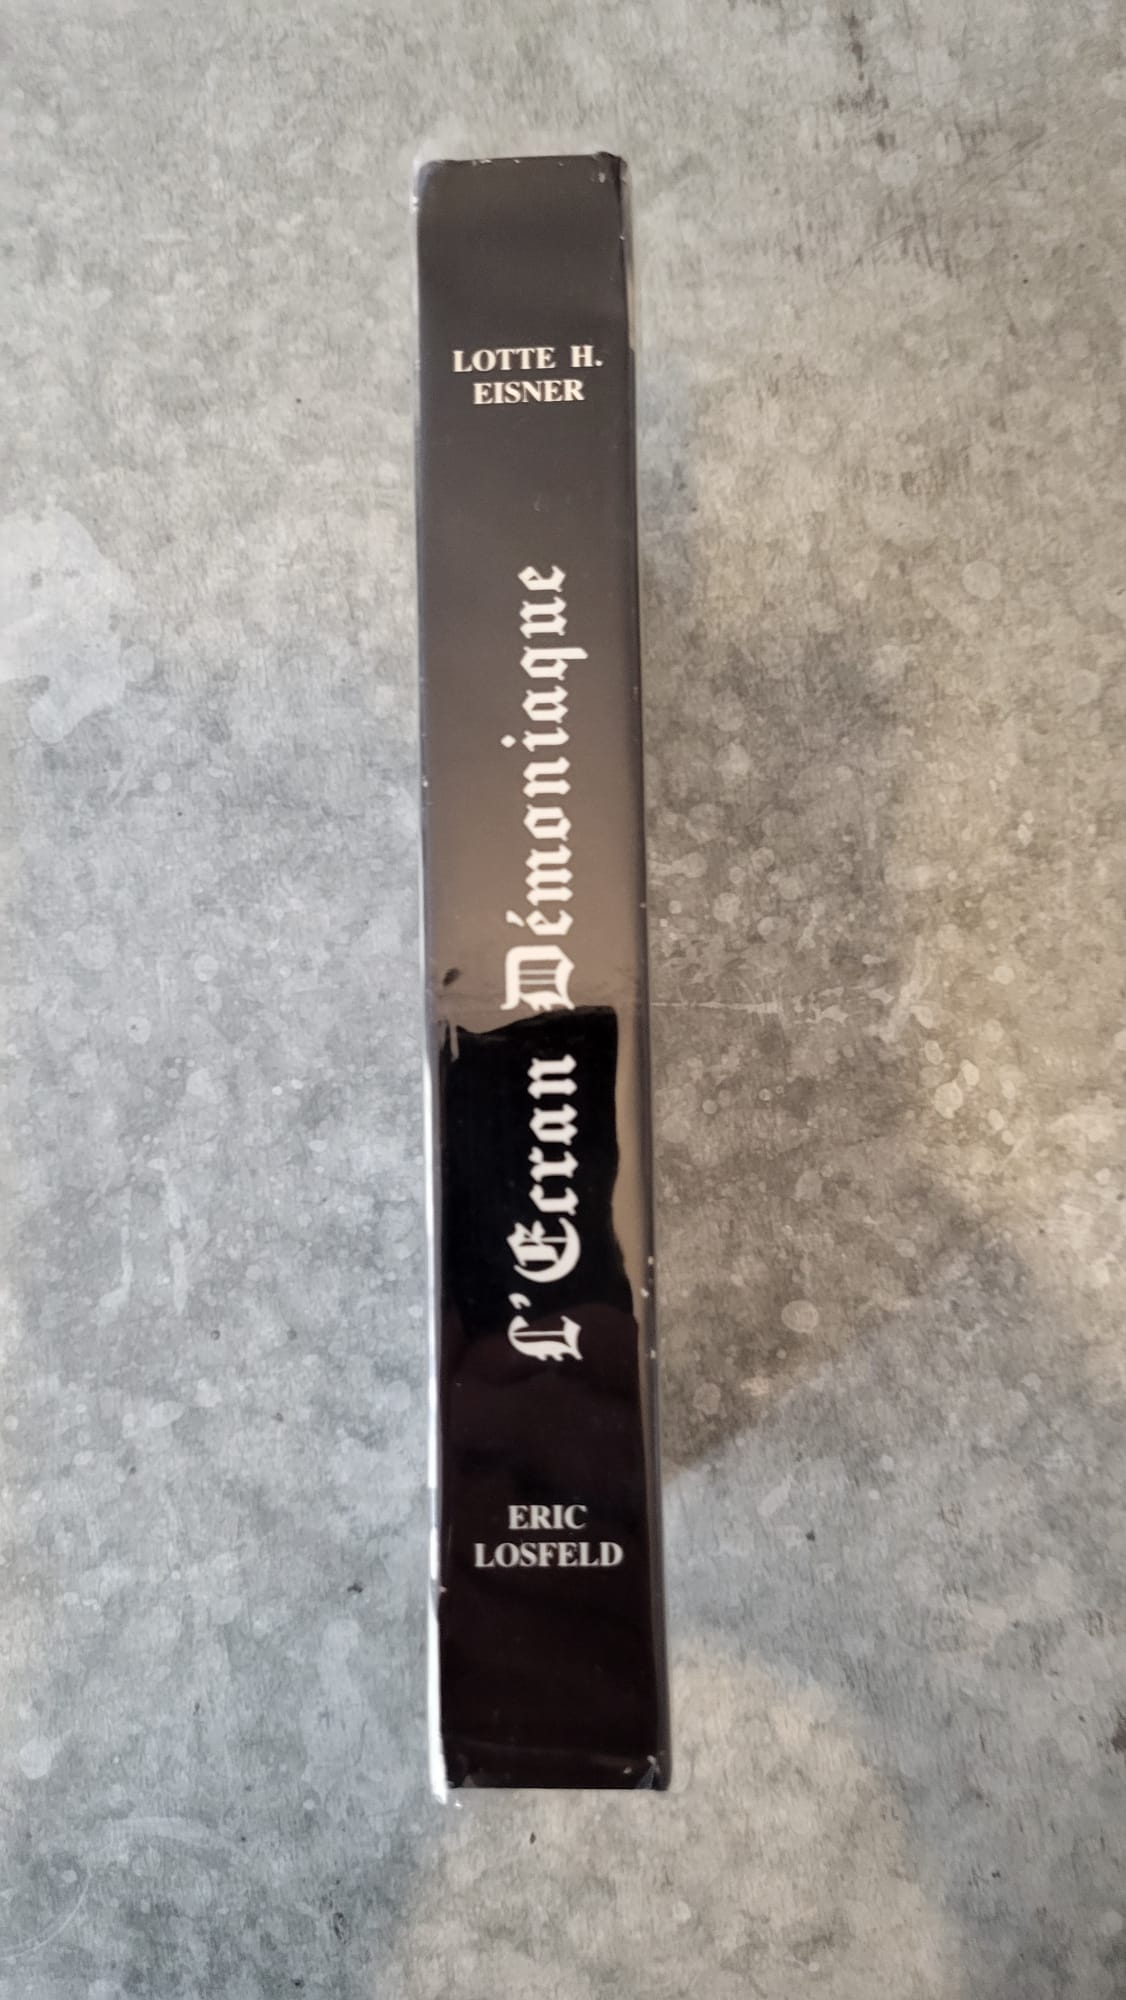 LOTTE H.
EISNER
L'Ecran Démoniaque
ERIC
LOSFELD